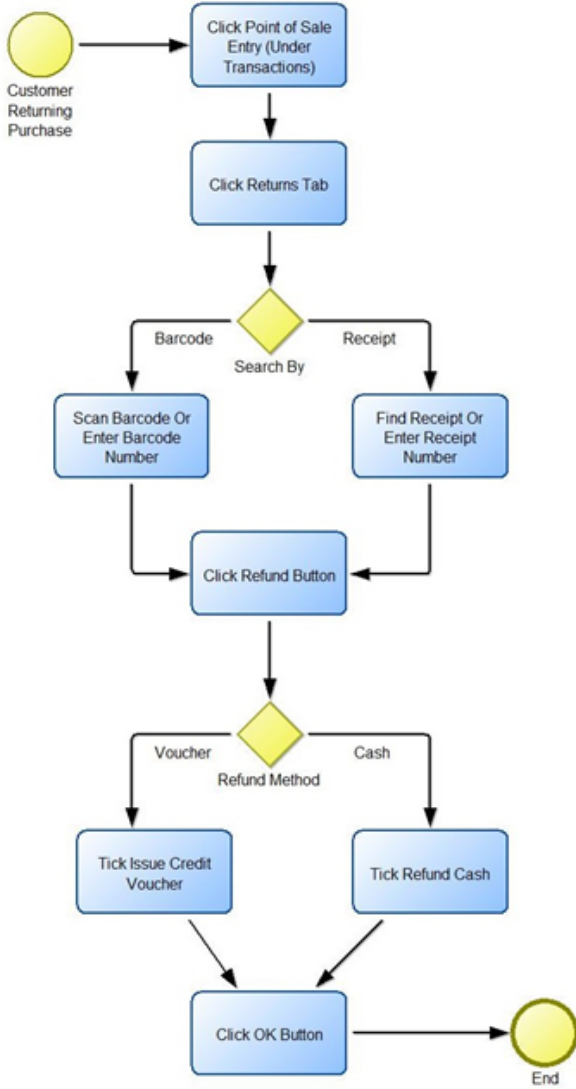 Click Point of Sale
Entry (Under
Transactions)
Customer
Returning
Purchase
Click Returns Tab
Barcode
Receipt
Search By
Scan Barcode Or
Enter Barcode
Number
Find Receipt Or
Enter Receipt
Number
Click Refund Button
Voucher
Cash
Refund Method
Tick Issue Credit
Voucher
Tick Refund Cash
Click OK Button
End